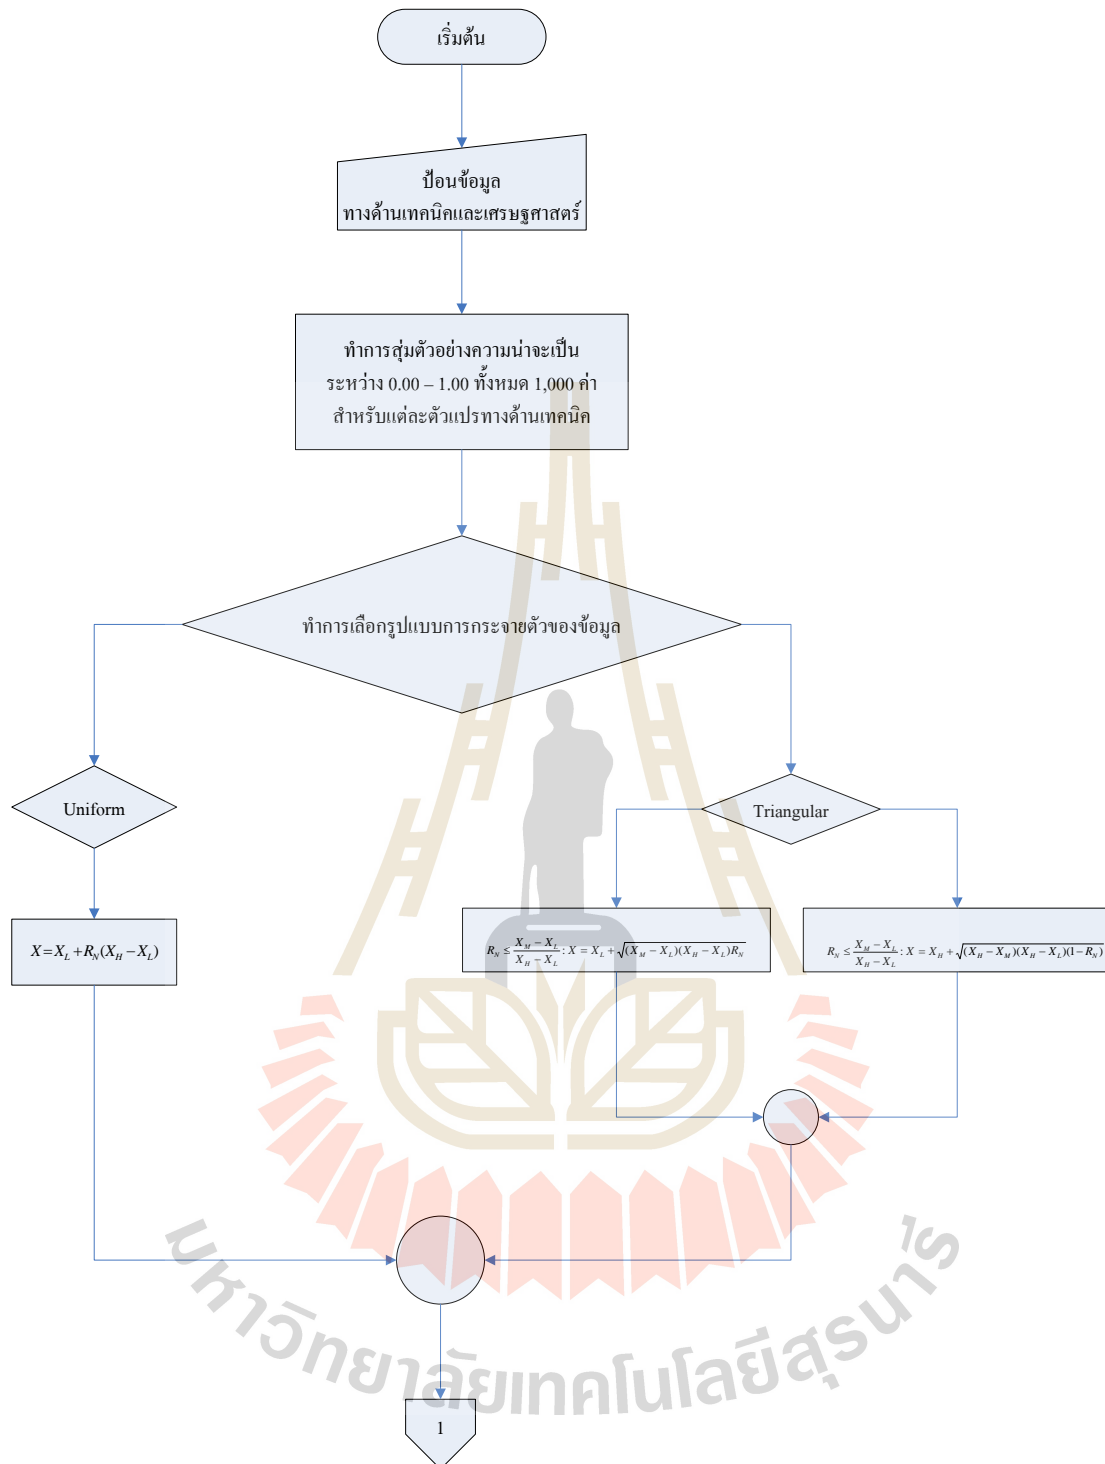 เริ่มต้น
ป้อนข้อมูล
ทางด้านเทคนิคและเศรษฐศาสตร์
ทำการสุ่มตัวอย่างความน่าจะเป็น
ระหว่าง 0.00 – 1.00 ทั้งหมด 1,000 ค่า
สำหรับแต่ละตัวแปรทางด้านเทคนิค
ทำการเลือกรูปแบบการกระจายตัวของข้อมูล
Uniform
Triangular
X = X_L + R_N(X_H − X_L)
R_N ≤ \frac{X_M − X_L}{X_H − X_L} : X = X_L + √((X_M − X_L)(X_H − X_L)R_N)
R_N ≤ \frac{X_M − X_L}{X_H − X_L} : X = X_H + √((X_H − X_M)(X_H − X_L)(1 − R_N))
มหาวิทยาลัยเทคโนโลยีสุรนารี
1